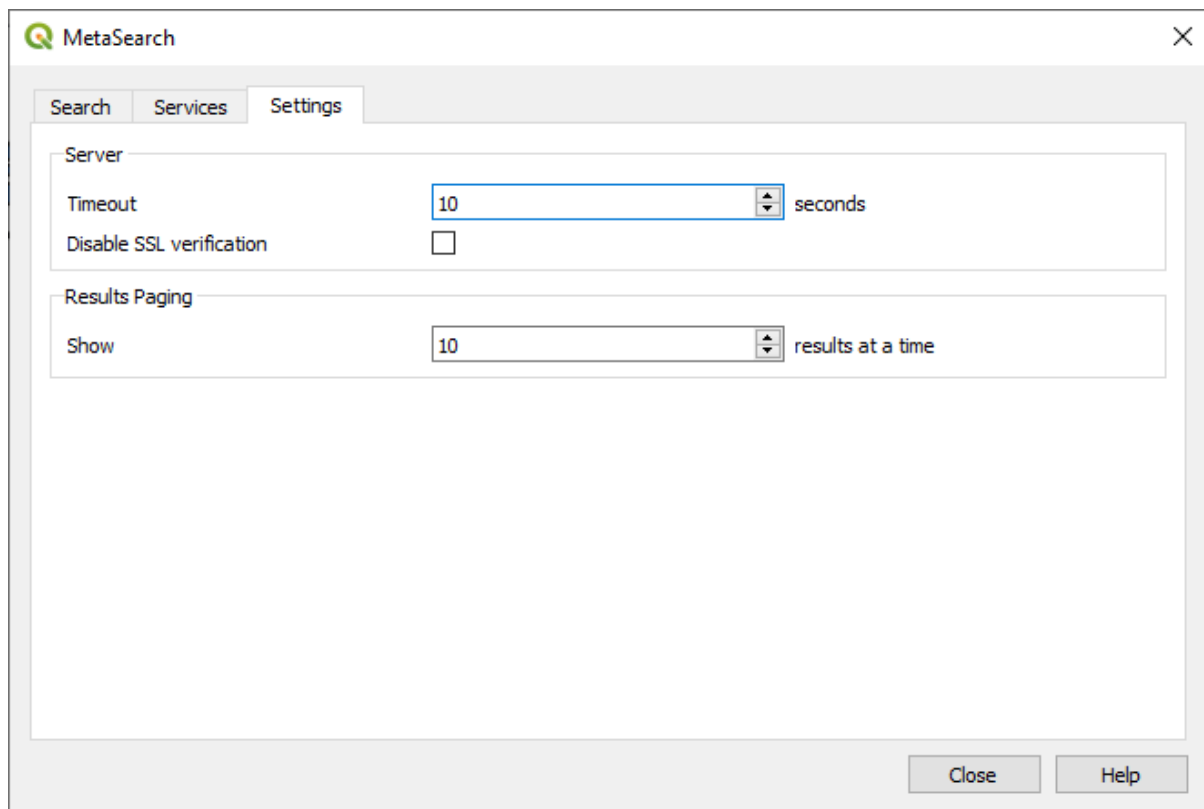 MetaSearch
Search Services Settings
Server
Timeout 10 seconds
Disable SSL verification
Results Paging
Show 10 results at a time
Close Help